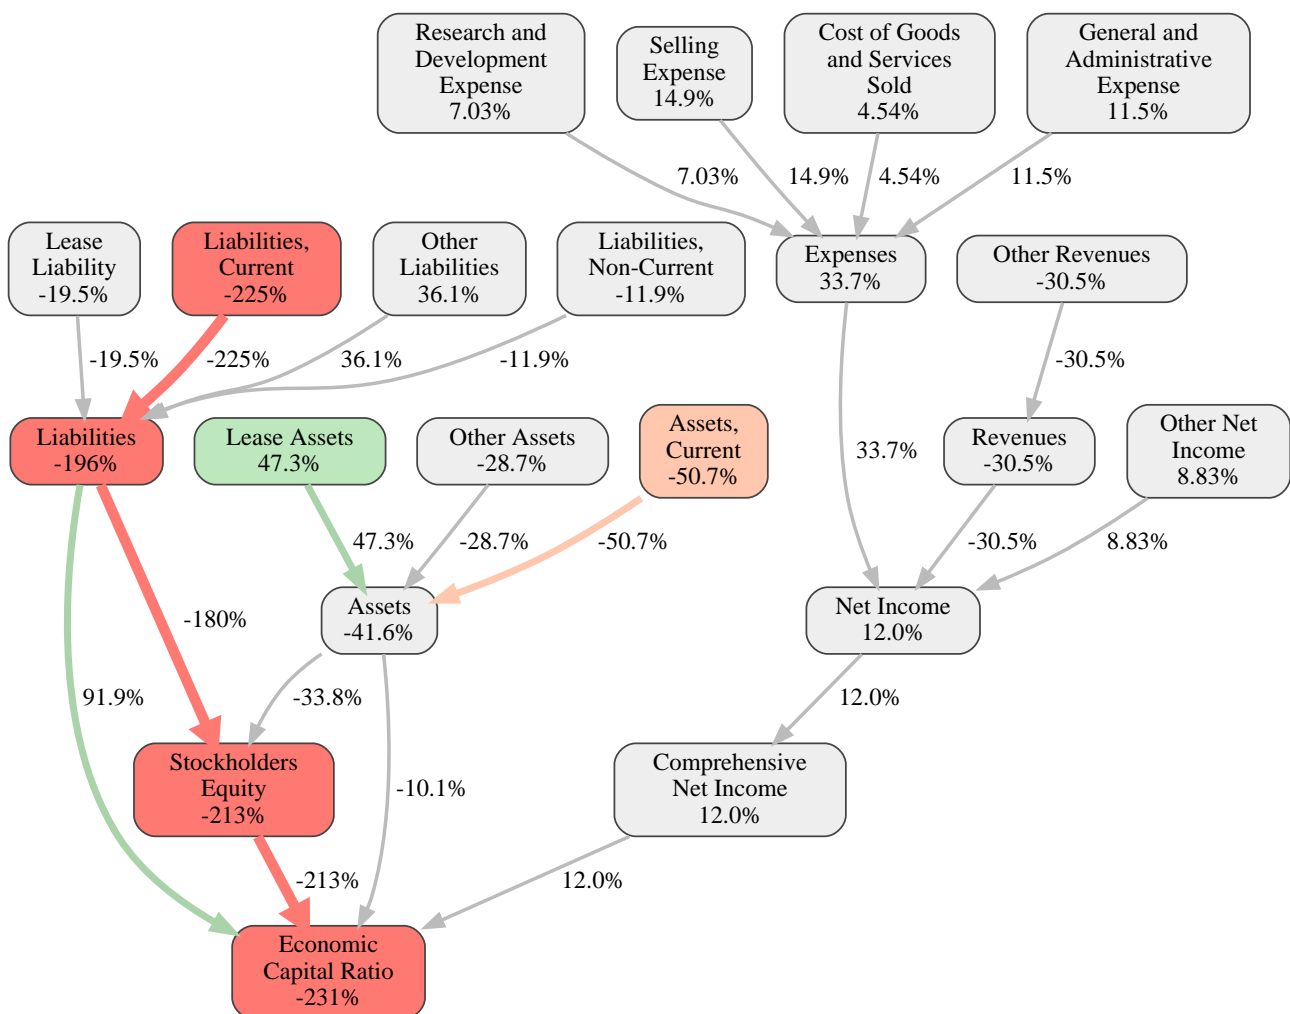 Research and
Development
Expense
7.03%
Selling
Expense
14.9%
Cost of Goods
and Services
Sold
4.54%
General and
Administrative
Expense
11.5%
7.03%
14.9%
4.54%
11.5%
Lease
Liability
-19.5%
Liabilities,
Current
-225%
Other
Liabilities
36.1%
Liabilities,
Non-Current
-11.9%
Expenses
33.7%
Other Revenues
-30.5%
-19.5%
-225%
36.1%
-11.9%
-30.5%
Liabilities
-196%
Lease Assets
47.3%
Other Assets
-28.7%
Assets,
Current
-50.7%
33.7%
Revenues
-30.5%
Other Net
Income
8.83%
47.3%
-28.7%
-50.7%
-30.5%
8.83%
Assets
-41.6%
Net Income
12.0%
-180%
91.9%
-33.8%
12.0%
Stockholders
Equity
-213%
-10.1%
Comprehensive
Net Income
12.0%
-213%
12.0%
Economic
Capital Ratio
-231%